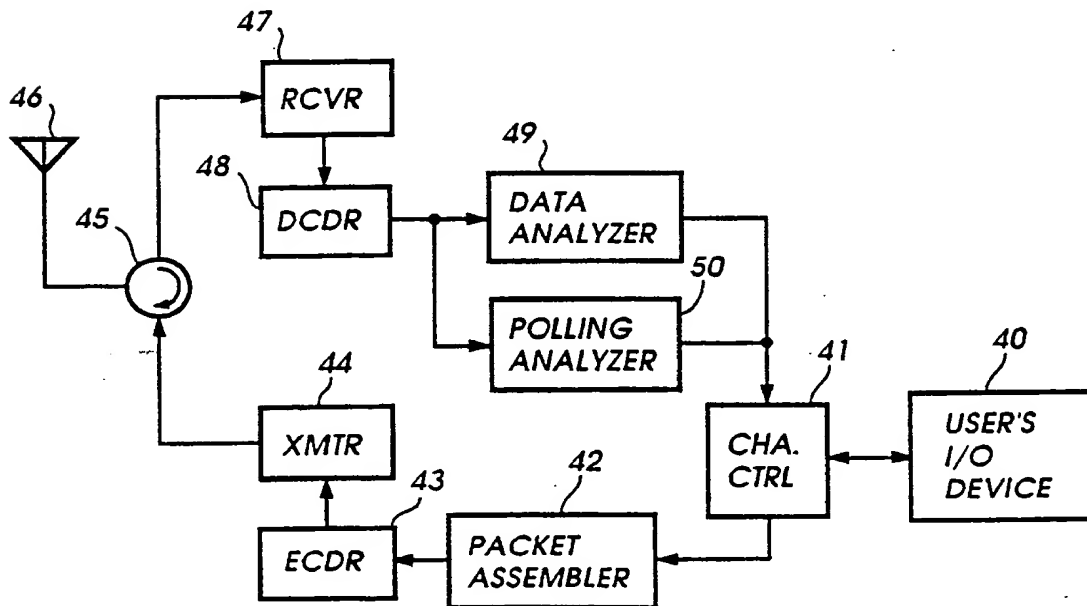 47
RCVR
46
48
DCDR
49
DATA
ANALYZER
45
50
POLLING
ANALYZER
41
40
CHA.
CTRL
USER'S
I/O
DEVICE
44
XMTR
43
ECDR
42
PACKET
ASSEMBLER